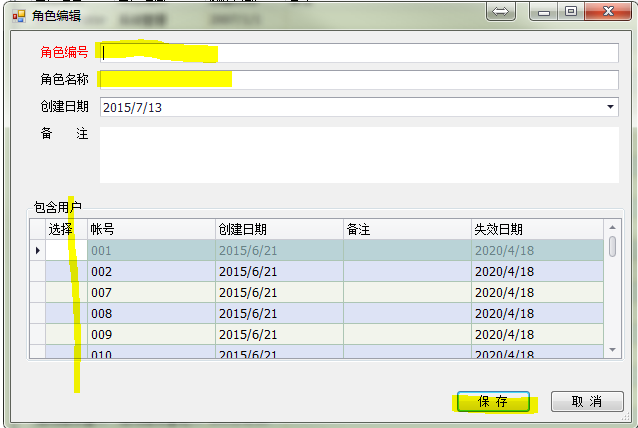 角色编辑
角色编号
角色名称
创建日期 2015/7/13
备 注
包含用户
选择 帐号 创建日期 备注 失效日期
001 2015/6/21 2020/4/18
002 2015/6/21 2020/4/18
007 2015/6/21 2020/4/18
008 2015/6/21 2020/4/18
009 2015/6/21 2020/4/18
010 2015/6/21 2020/4/18
保 存 取 消